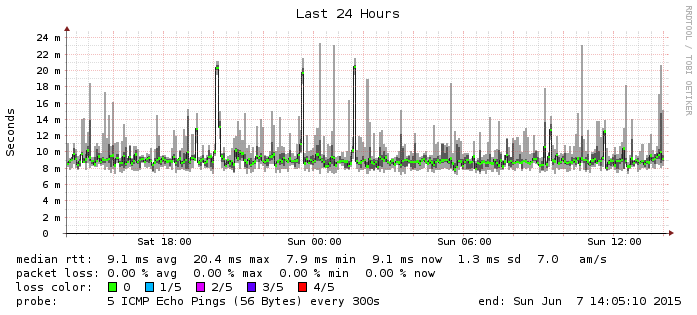 Last 24 Hours
RRDTOOL / TOBI OETIKER
Seconds
24 m
22 m
20 m
18 m
16 m
14 m
12 m
10 m
8 m
6 m
4 m
2 m
0
Sat 18:00 Sun 00:00 Sun 06:00 Sun 12:00
median rtt: 9.1 ms avg 20.4 ms max 7.9 ms min 9.1 ms now 1.3 ms sd 7.0 am/s
packet loss: 0.00 % avg 0.00 % max 0.00 % min 0.00 % now
loss color: 0 1/5 2/5 3/5 4/5
probe: 5 ICMP Echo Pings (56 Bytes) every 300s end: Sun Jun 7 14:05:10 2015